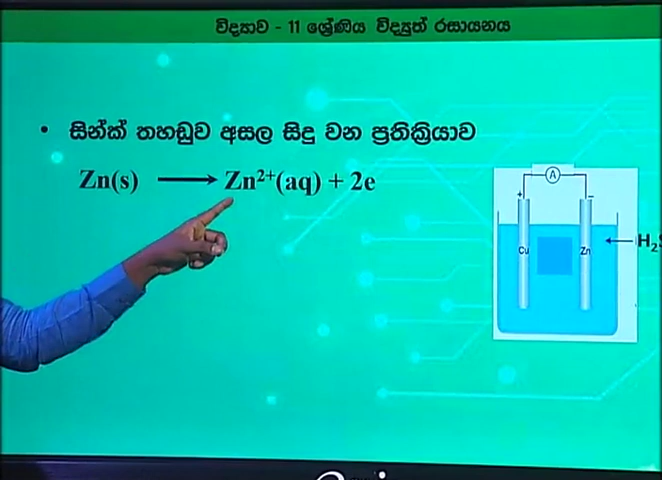 විද්‍යාව - 11 ශ්‍රේණිය විද්‍යුත් රසායනය
• සින්ක් තහඩුව අසල සිදු වන ප්‍රතික්‍රියාව
Zn(s) ⟶ Zn²⁺(aq) + 2e
A
+ −
Cu Zn
H₂S